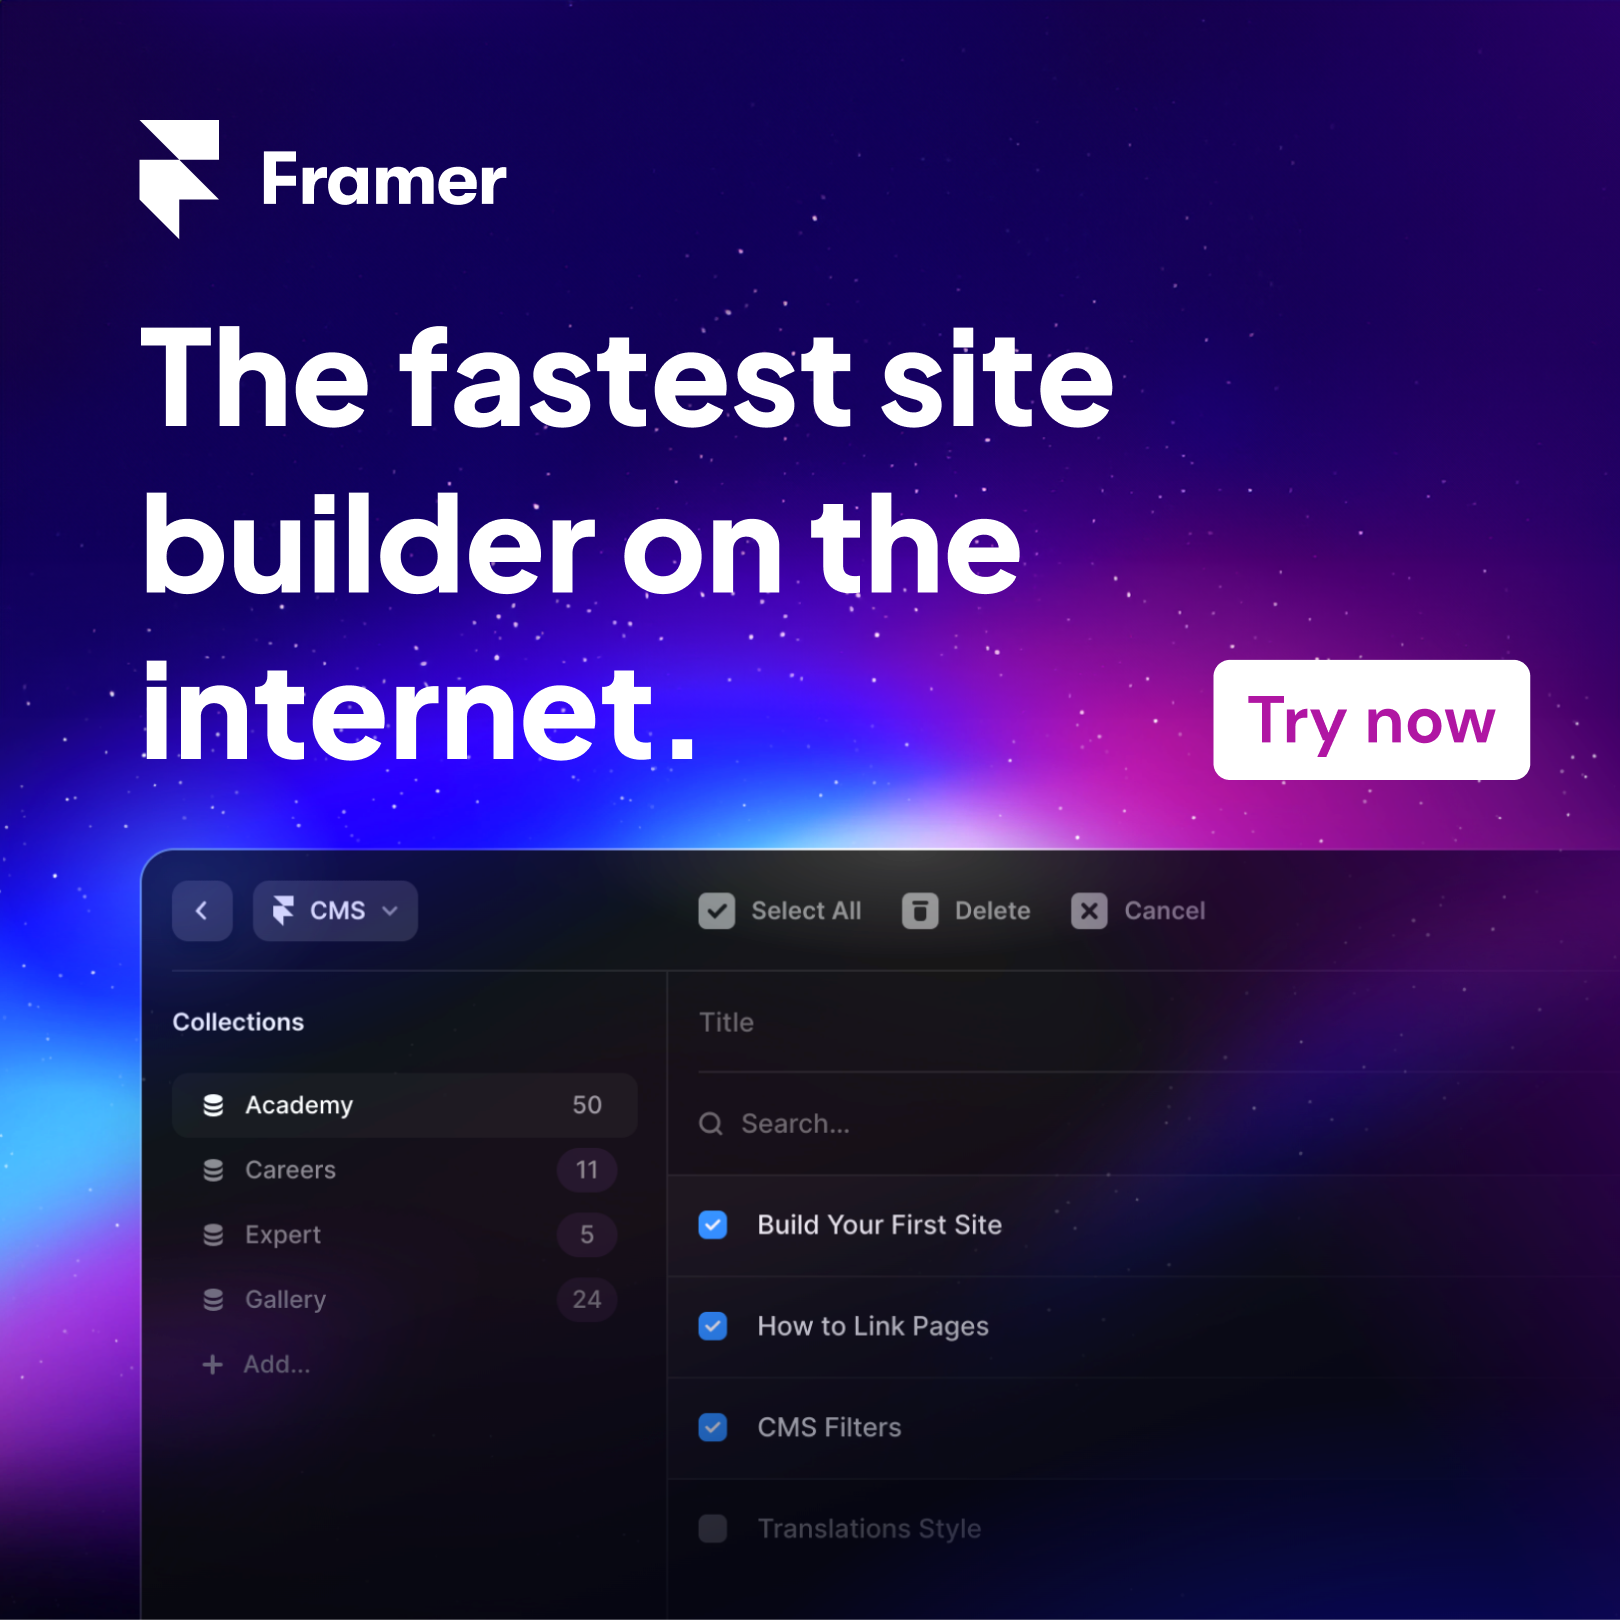 Framer
The fastest site
builder on the
internet.
Try now
CMS
Select All
Delete
Cancel
Collections
Academy 50
Careers 11
Expert 5
Gallery 24
Add...
Title
Search...
Build Your First Site
How to Link Pages
CMS Filters
Translations Style